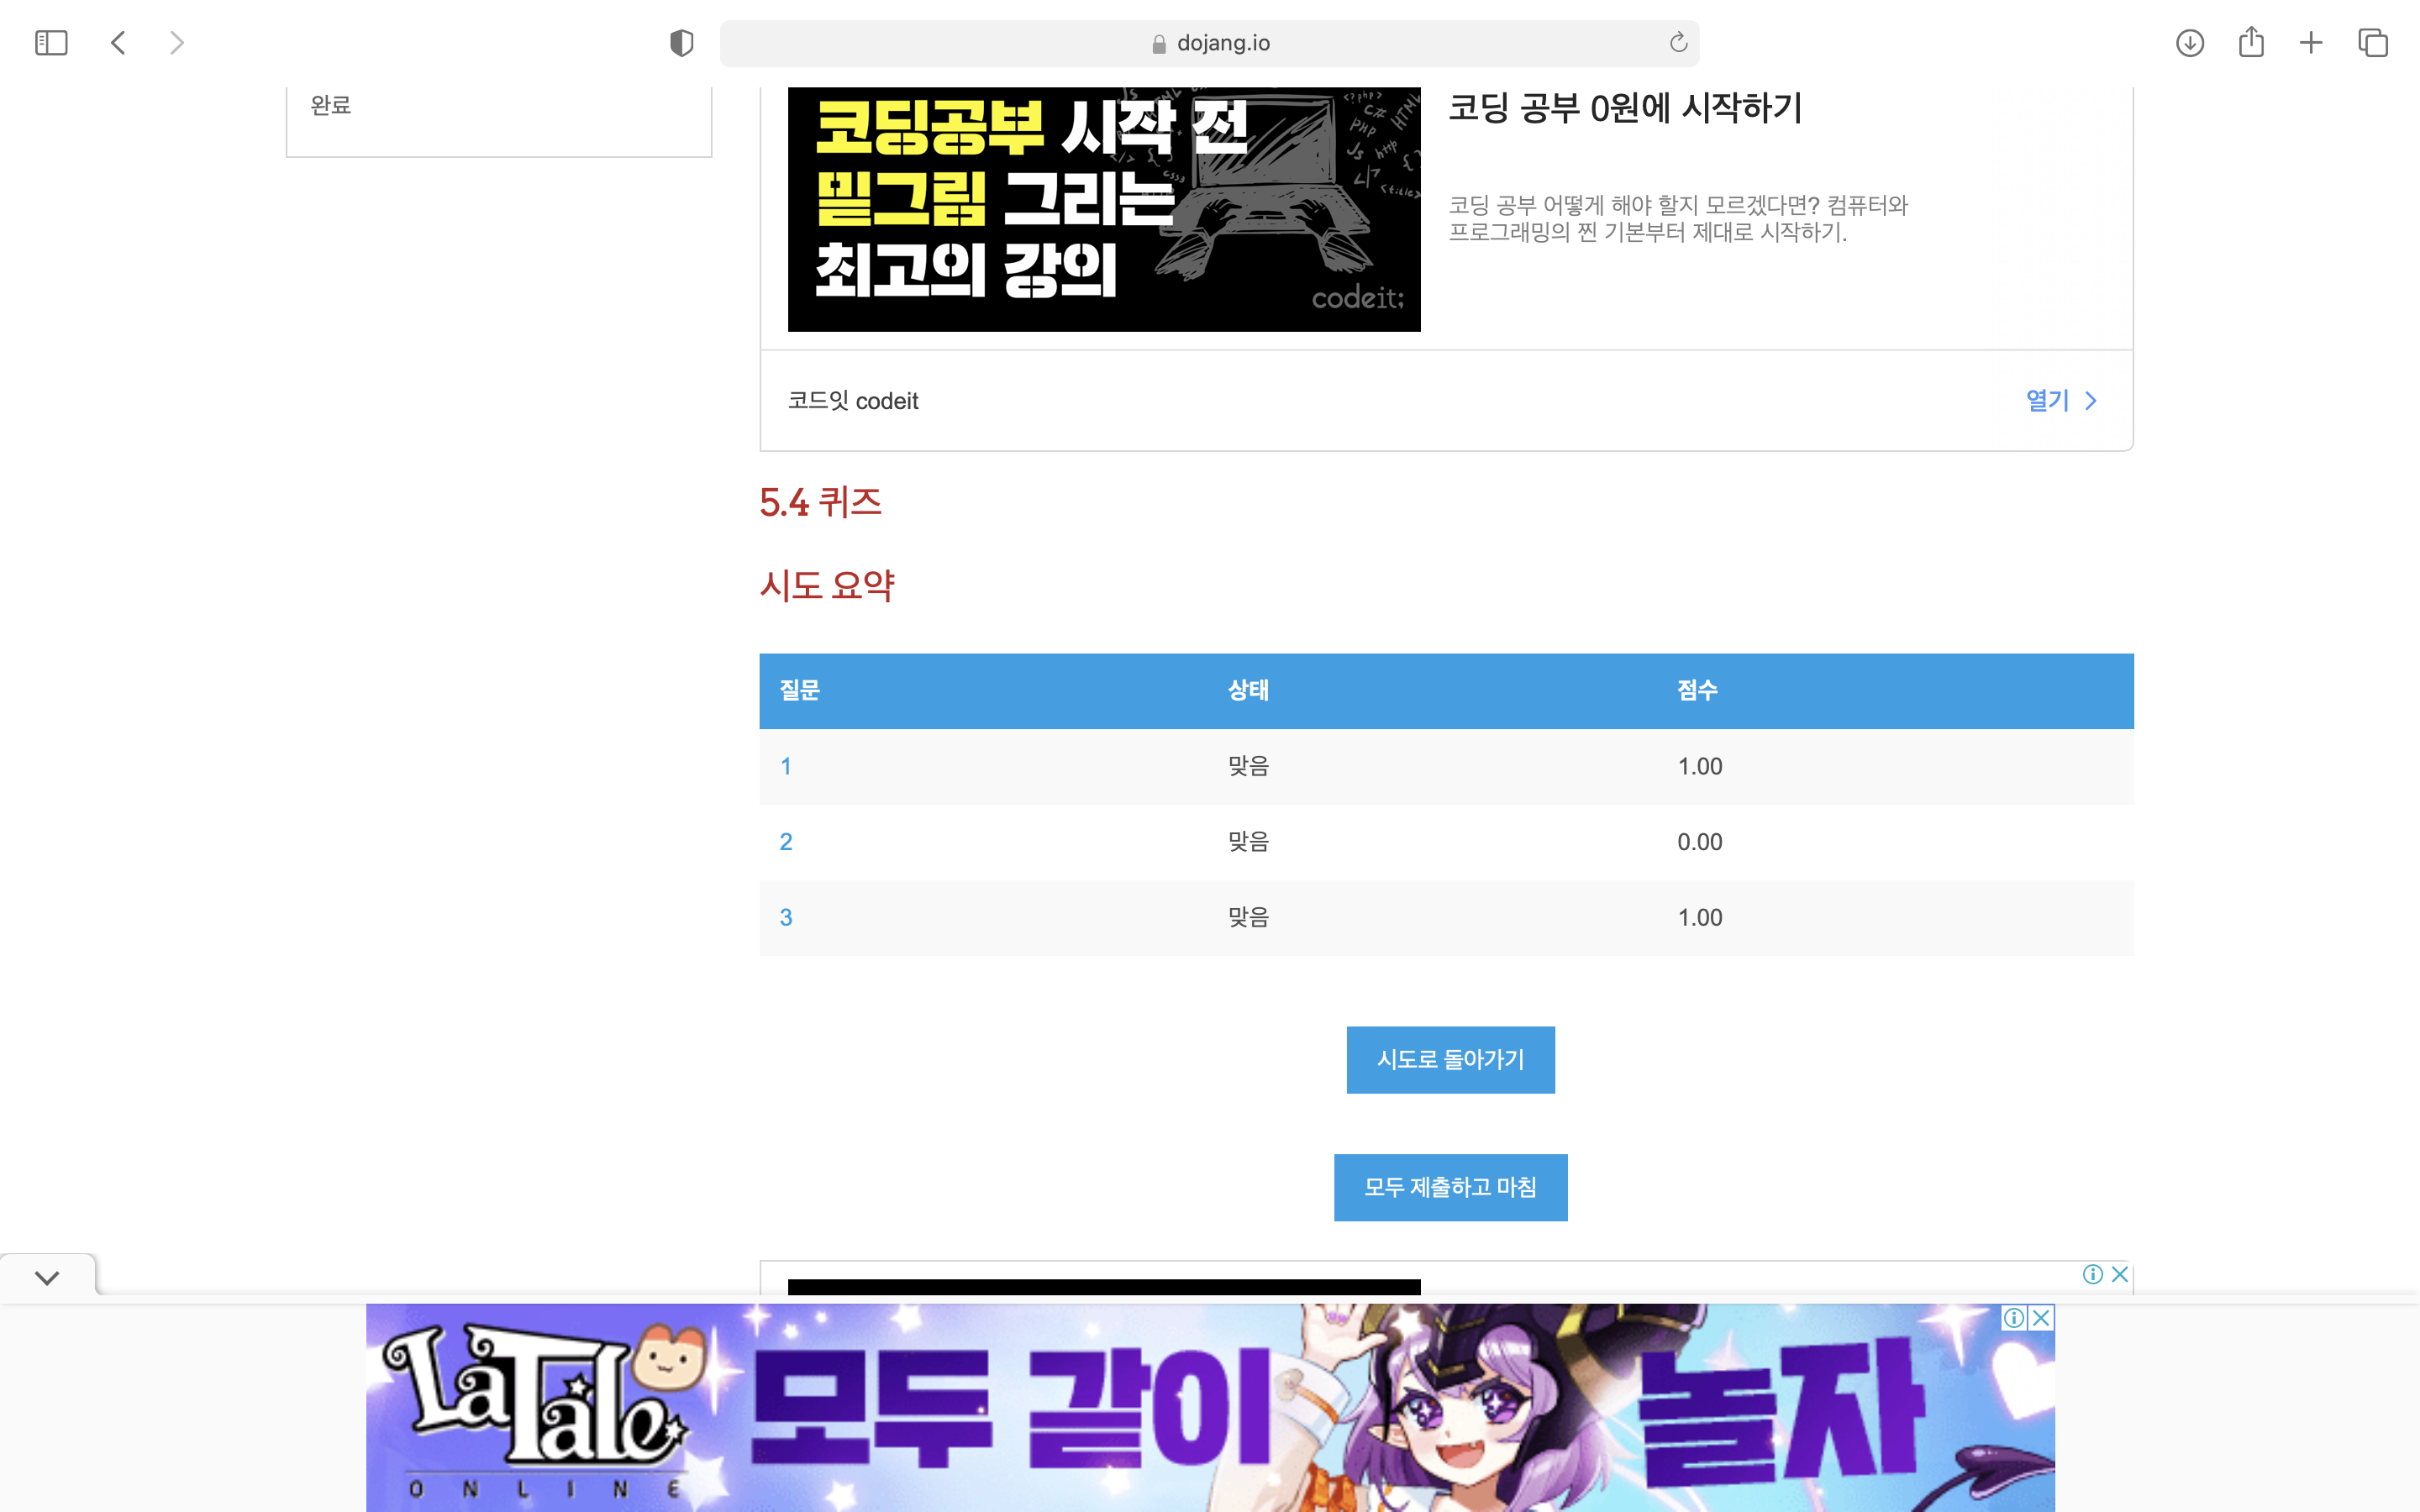 dojang.io
완료
코딩공부 시작 전
밑그림 그리는
최고의 강의
codeit;
코딩 공부 0원에 시작하기
코딩 공부 어떻게 해야 할지 모르겠다면? 컴퓨터와
프로그래밍의 찐 기본부터 제대로 시작하기.
코드잇 codeit
열기
5.4 퀴즈
시도 요약
질문 상태 점수
1 맞음 1.00
2 맞음 0.00
3 맞음 1.00
시도로 돌아가기
모두 제출하고 마침
LaTale
ONLINE
모두 같이 놀자